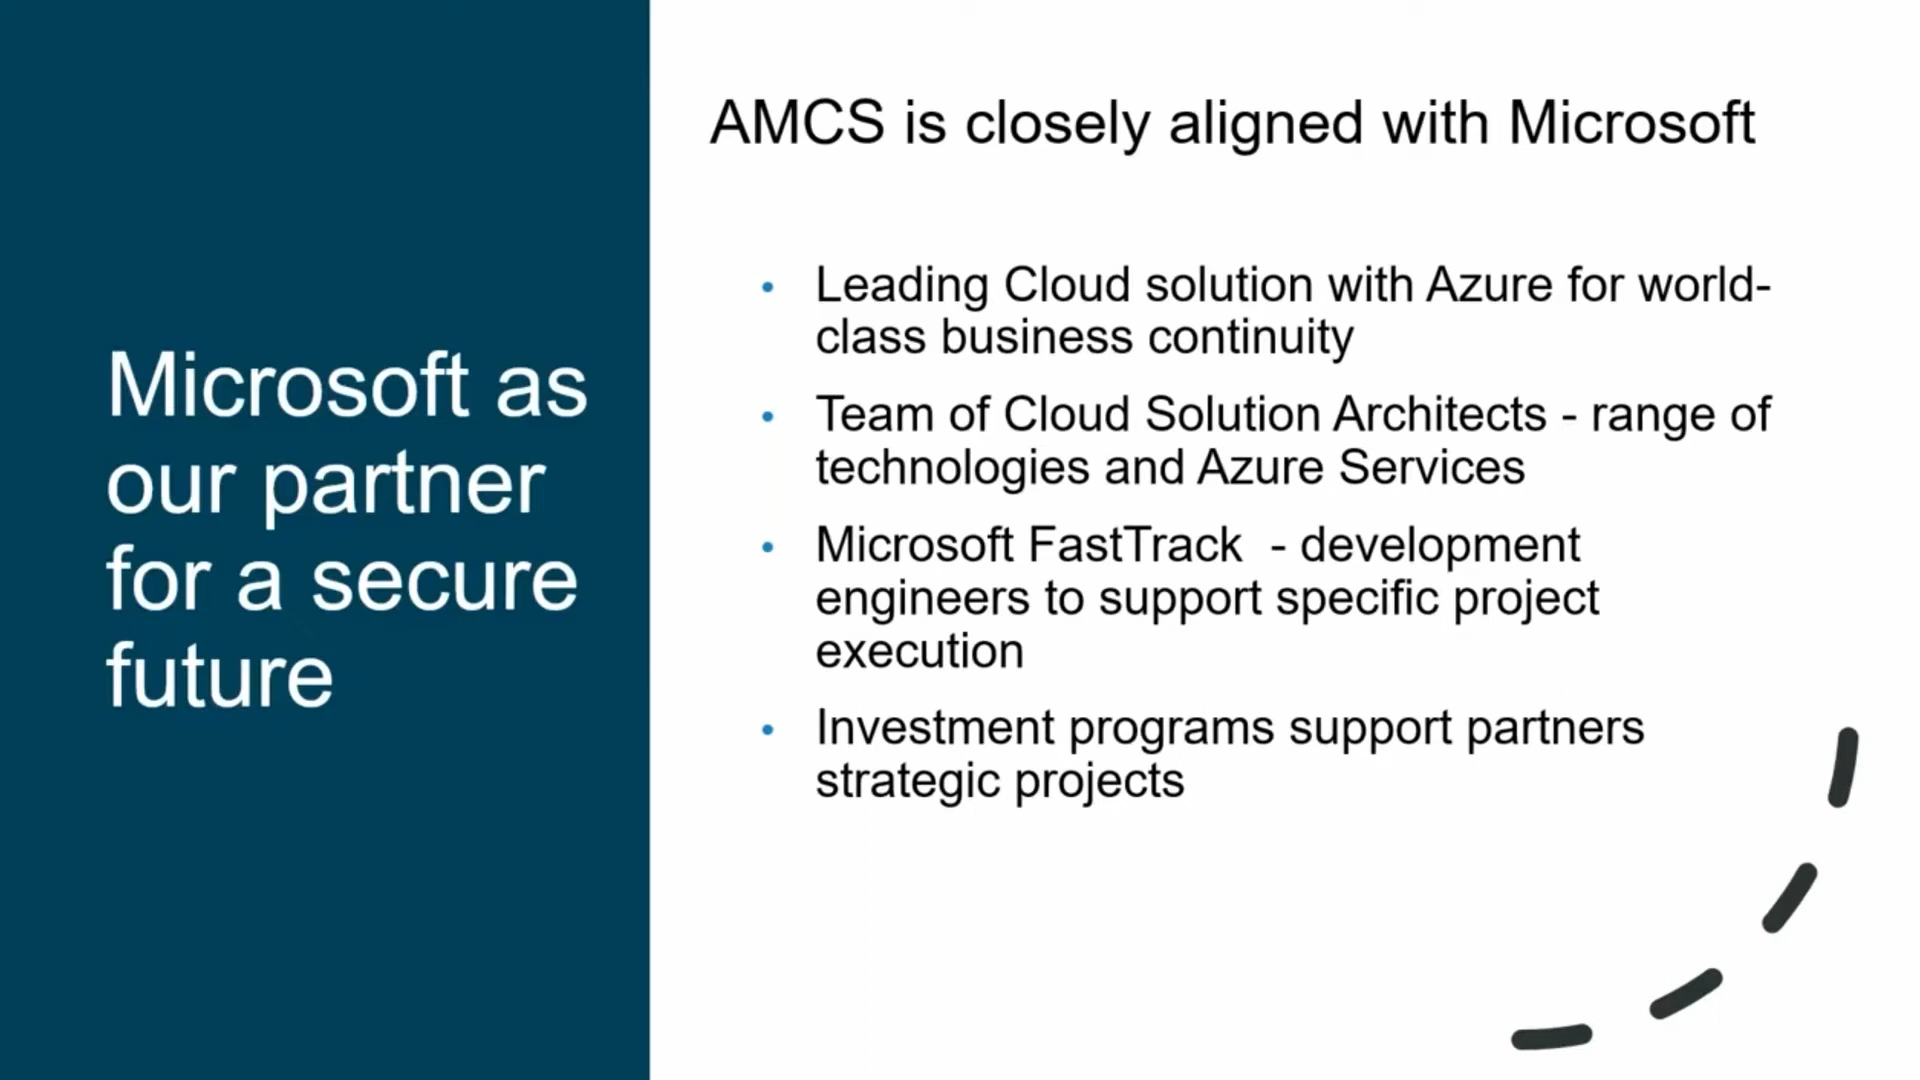 Microsoft as
our partner
for a secure
future
AMCS is closely aligned with Microsoft
• Leading Cloud solution with Azure for world-
class business continuity
• Team of Cloud Solution Architects - range of
technologies and Azure Services
• Microsoft FastTrack  - development
engineers to support specific project
execution
• Investment programs support partners
strategic projects